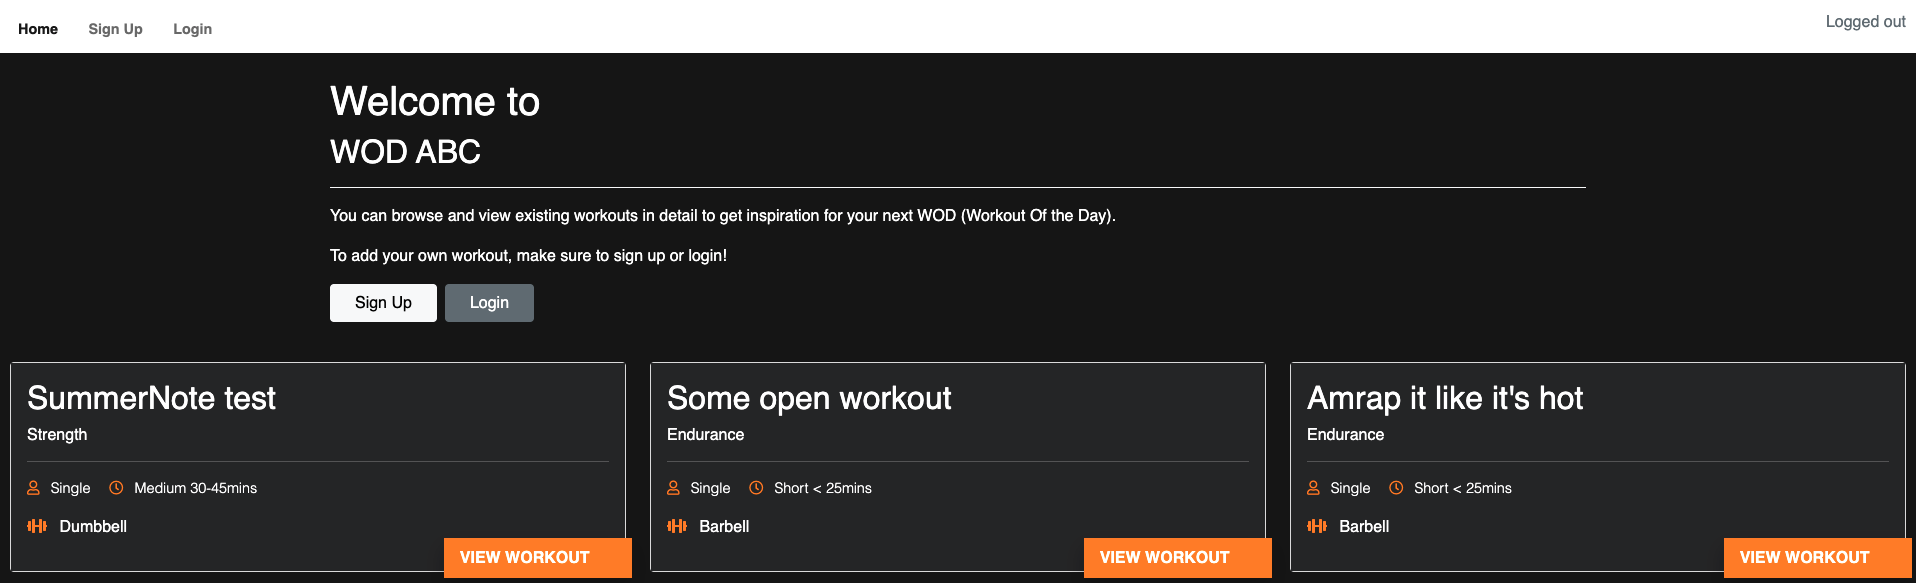 Home Sign Up Login Logged out
Welcome to
WOD ABC
You can browse and view existing workouts in detail to get inspiration for your next WOD (Workout Of the Day).
To add your own workout, make sure to sign up or login!
Sign Up Login
SummerNote test
Strength
Single Medium 30-45mins
Dumbbell
VIEW WORKOUT
Some open workout
Endurance
Single Short < 25mins
Barbell
VIEW WORKOUT
Amrap it like it's hot
Endurance
Single Short < 25mins
Barbell
VIEW WORKOUT